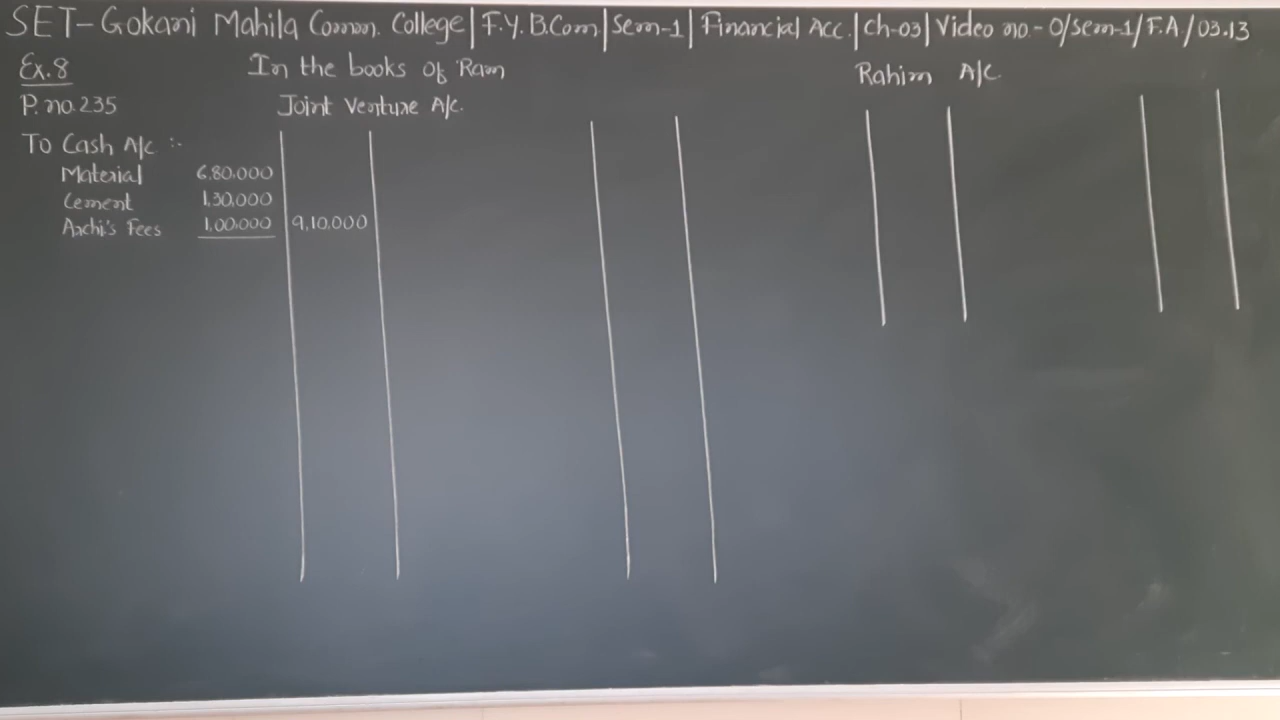 SET-Gokani Mahila Comm. College|F.Y.B.Com|Sem-1|Financial Acc.|Ch-03|Video no.-0/Sem-1/F.A/03.13
Ex.8
In the books of Ram
Rahim A/c.
P. no.235
Joint Venture A/c.
To Cash A/c :-
Material 6,80,000
Cement 1,30,000
Archi's Fees 1,00,000 9,10,000